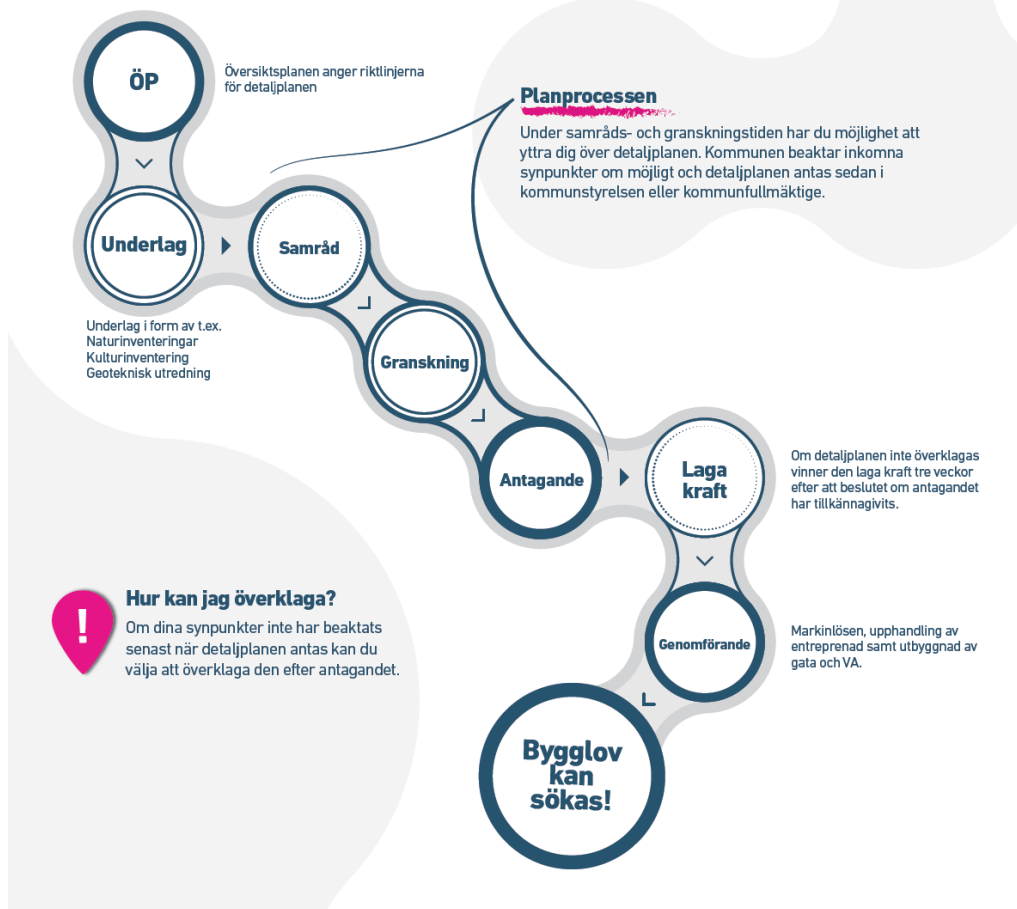 ÖP
Översiktsplanen anger riktlinjerna
för detaljplanen
Planprocessen
Under samråds- och granskningstiden har du möjlighet att
yttra dig över detaljplanen. Kommunen beaktar inkomna
synpunkter om möjligt och detaljplanen antas sedan i
kommunstyrelsen eller kommunfullmäktige.
Underlag
Underlag i form av t.ex.
Naturinventeringar
Kulturinventering
Geoteknisk utredning
Samråd
Granskning
Antagande
Laga
kraft
Om detaljplanen inte överklagas
vinner den laga kraft tre veckor
efter att beslutet om antagandet
har tillkännagivits.
!
Hur kan jag överklaga?
Om dina synpunkter inte har beaktats
senast när detaljplanen antas kan du
välja att överklaga den efter antagandet.
Genomförande
Markinlösen, upphandling av
entreprenad samt utbyggnad av
gata och VA.
Bygglov
kan
sökas!